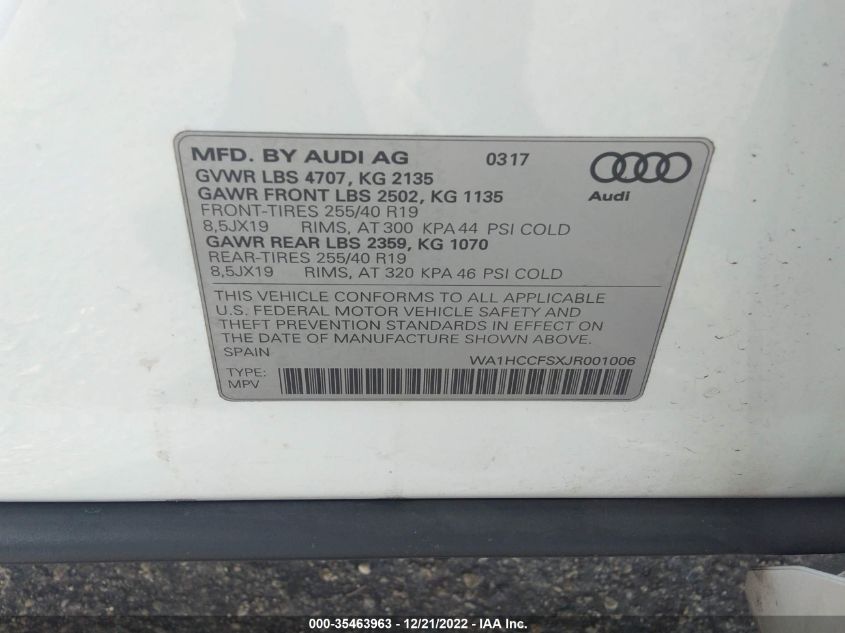 MFD. BY AUDI AG 0317
GVWR LBS 4707, KG 2135
GAWR FRONT LBS 2502, KG 1135
Audi
FRONT-TIRES 255/40 R19
8,5JX19 RIMS, AT 300 KPA 44 PSI COLD
GAWR REAR LBS 2359, KG 1070
REAR-TIRES 255/40 R19
8,5JX19 RIMS, AT 320 KPA 46 PSI COLD
THIS VEHICLE CONFORMS TO ALL APPLICABLE
U.S. FEDERAL MOTOR VEHICLE SAFETY AND
THEFT PREVENTION STANDARDS IN EFFECT ON
THE DATE OF MANUFACTURE SHOWN ABOVE.
SPAIN WA1HCCFSXJR001006
TYPE:
MPV
000-35463963 - 12/21/2022 - WWW.IAAI.COM